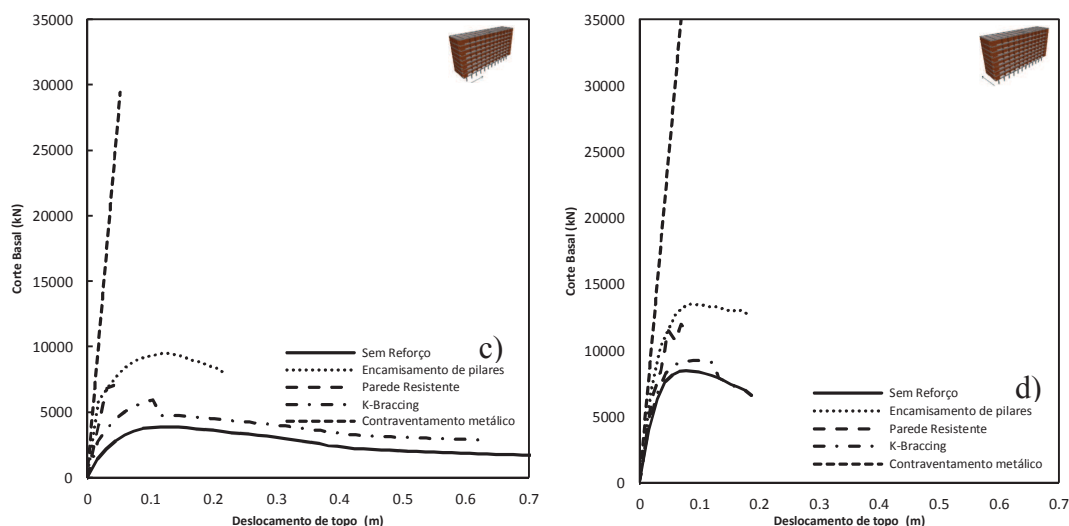 35000
30000
25000
20000
15000
10000
5000
0
Corte Basal (kN)
c)
Sem Reforço
Encamisamento de pilares
Parede Resistente
K-Braccing
Contraventamento metálico
0 0.1 0.2 0.3 0.4 0.5 0.6 0.7
Deslocamento de topo (m)
35000
30000
25000
20000
15000
10000
5000
0
Corte Basal (kN)
d)
Sem Reforço
Encamisamento de pilares
Parede Resistente
K-Braccing
Contraventamento metálico
0 0.1 0.2 0.3 0.4 0.5 0.6 0.7
Deslocamento de topo (m)